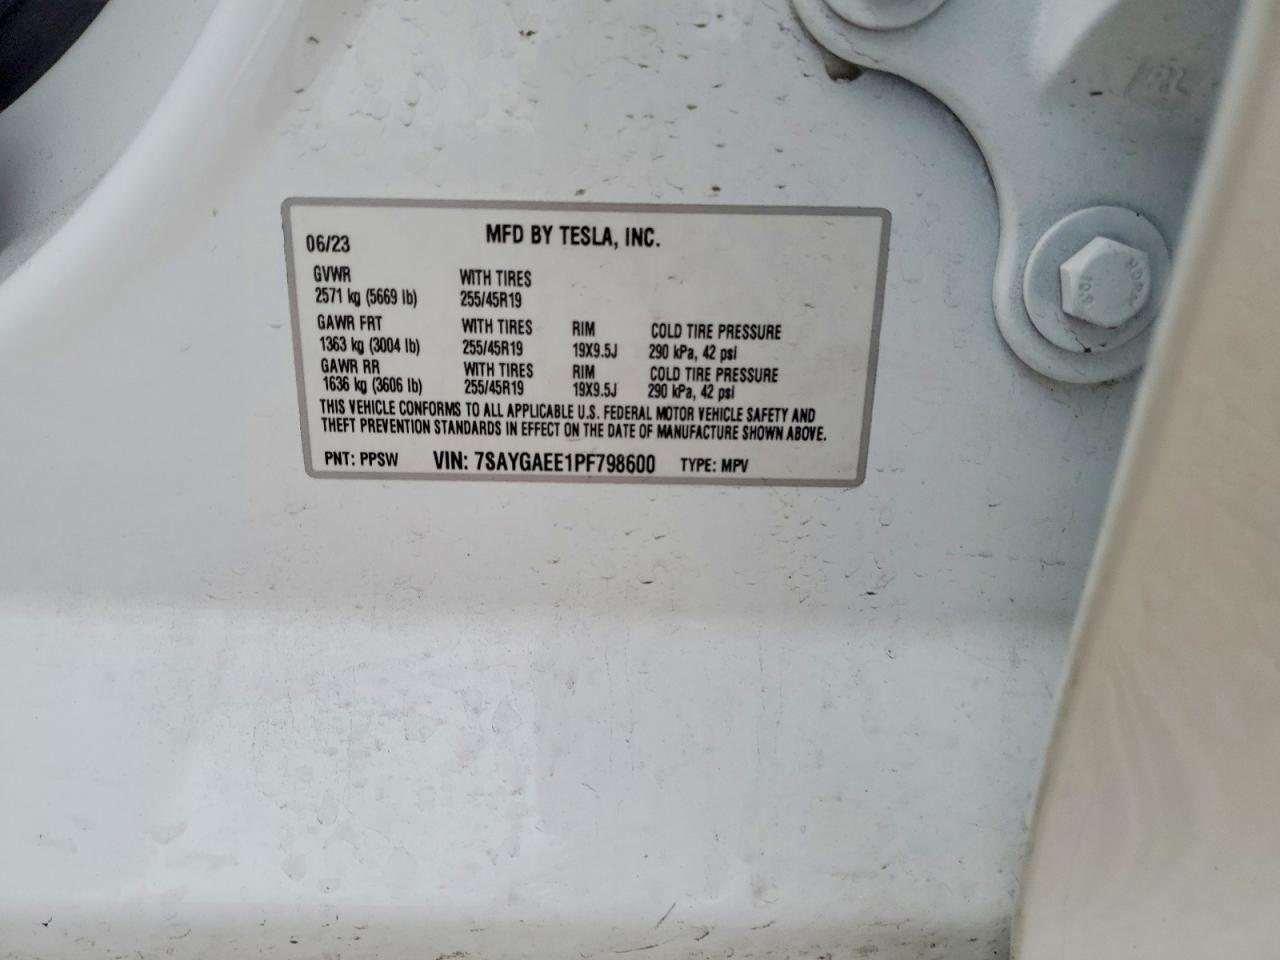 06/23 MFD BY TESLA, INC.
GVWR WITH TIRES
2571 kg (5669 lb) 255/45R19
GAWR FRT WITH TIRES RIM COLD TIRE PRESSURE
1363 kg (3004 lb) 255/45R19 19X9.5J 290 kPa, 42 psi
GAWR RR WITH TIRES RIM COLD TIRE PRESSURE
1636 kg (3606 lb) 255/45R19 19X9.5J 290 kPa, 42 psi
THIS VEHICLE CONFORMS TO ALL APPLICABLE U.S. FEDERAL MOTOR VEHICLE SAFETY AND
THEFT PREVENTION STANDARDS IN EFFECT ON THE DATE OF MANUFACTURE SHOWN ABOVE.
PNT: PPSW VIN: 7SAYGAEE1PF798600 TYPE: MPV
10.9